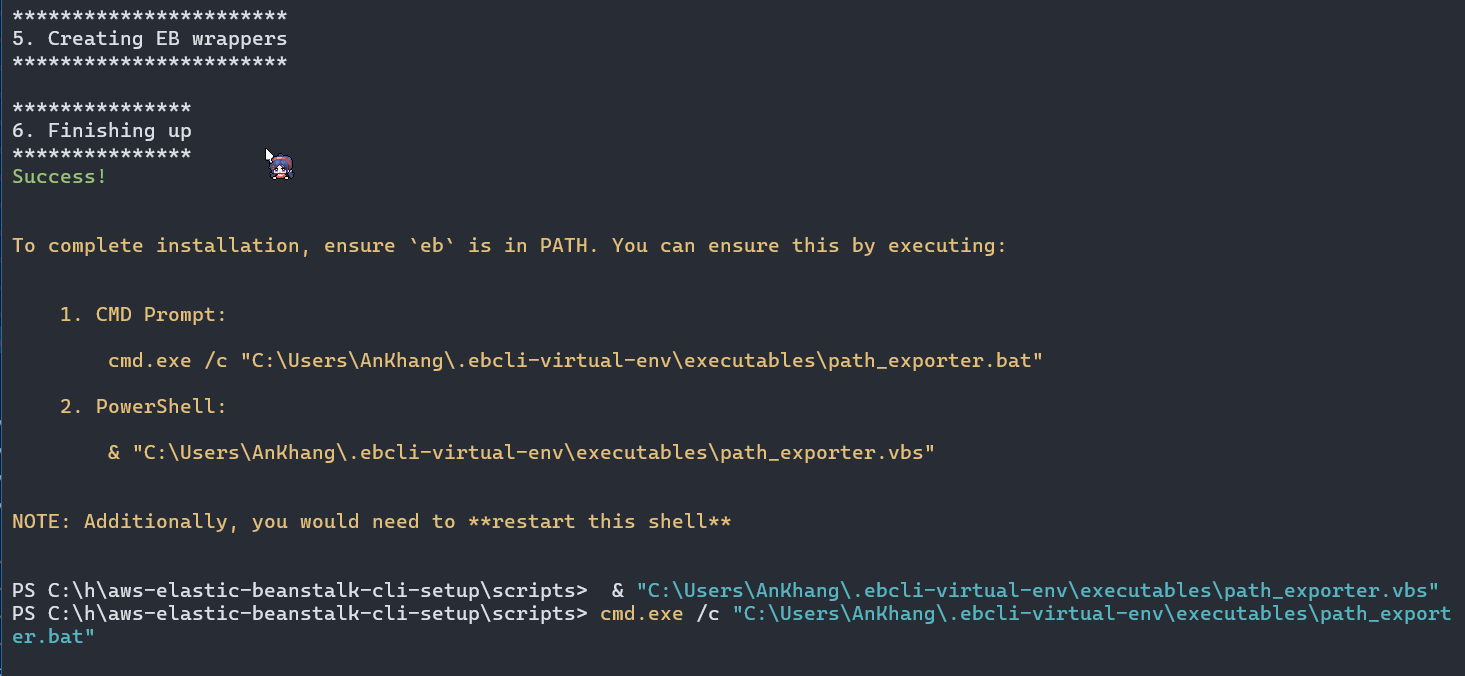 ***********************
5. Creating EB wrappers
***********************
***************
6. Finishing up
***************
Success!
To complete installation, ensure `eb` is in PATH. You can ensure this by executing:
1. CMD Prompt:
cmd.exe /c "C:\Users\AnKhang\.ebcli-virtual-env\executables\path_exporter.bat"
2. PowerShell:
& "C:\Users\AnKhang\.ebcli-virtual-env\executables\path_exporter.vbs"
NOTE: Additionally, you would need to **restart this shell**
PS C:\h\aws-elastic-beanstalk-cli-setup\scripts>  & "C:\Users\AnKhang\.ebcli-virtual-env\executables\path_exporter.vbs"
PS C:\h\aws-elastic-beanstalk-cli-setup\scripts> cmd.exe /c "C:\Users\AnKhang\.ebcli-virtual-env\executables\path_export
er.bat"